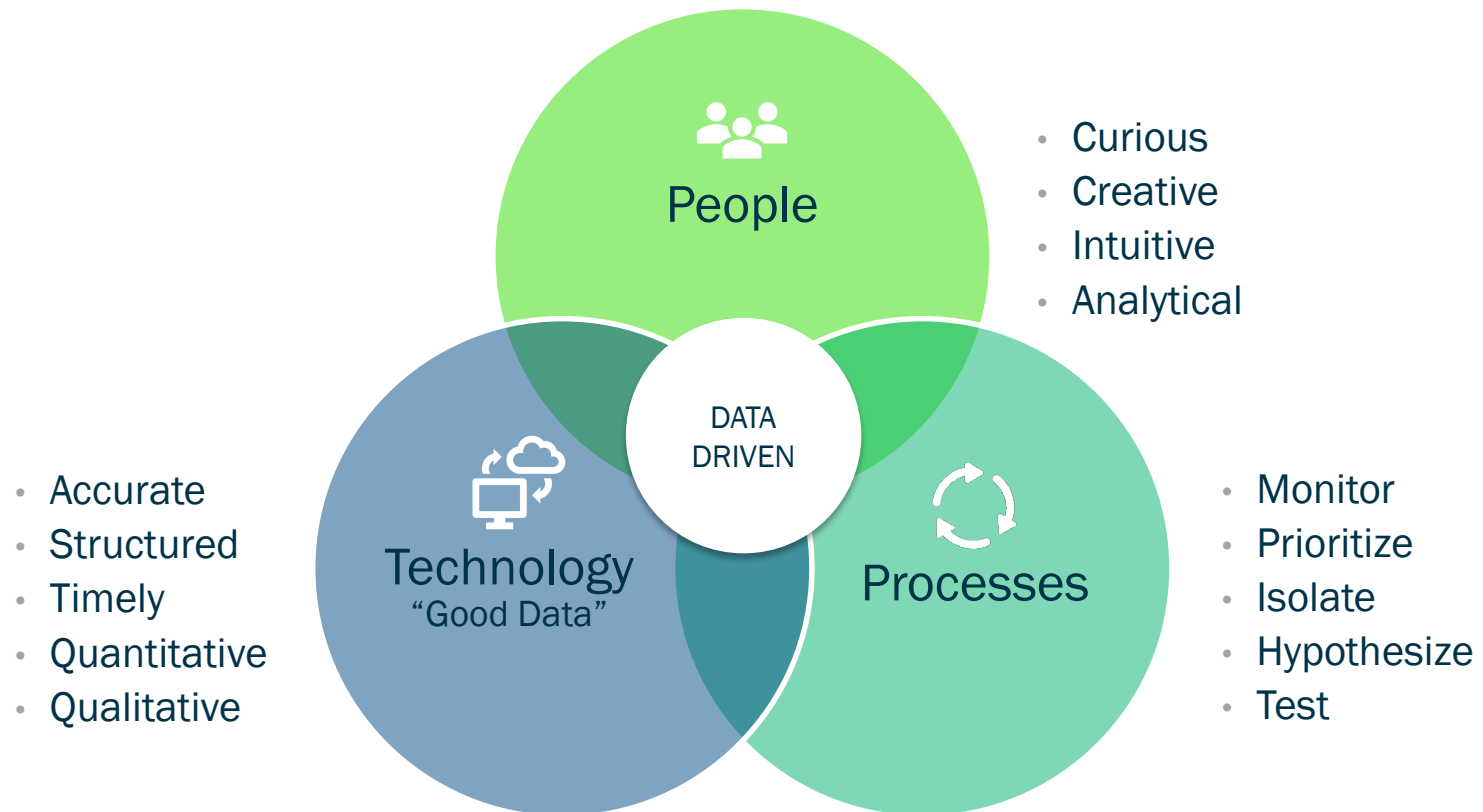 People
• Curious
• Creative
• Intuitive
• Analytical
DATA
DRIVEN
Technology
“Good Data”
• Accurate
• Structured
• Timely
• Quantitative
• Qualitative
Processes
• Monitor
• Prioritize
• Isolate
• Hypothesize
• Test